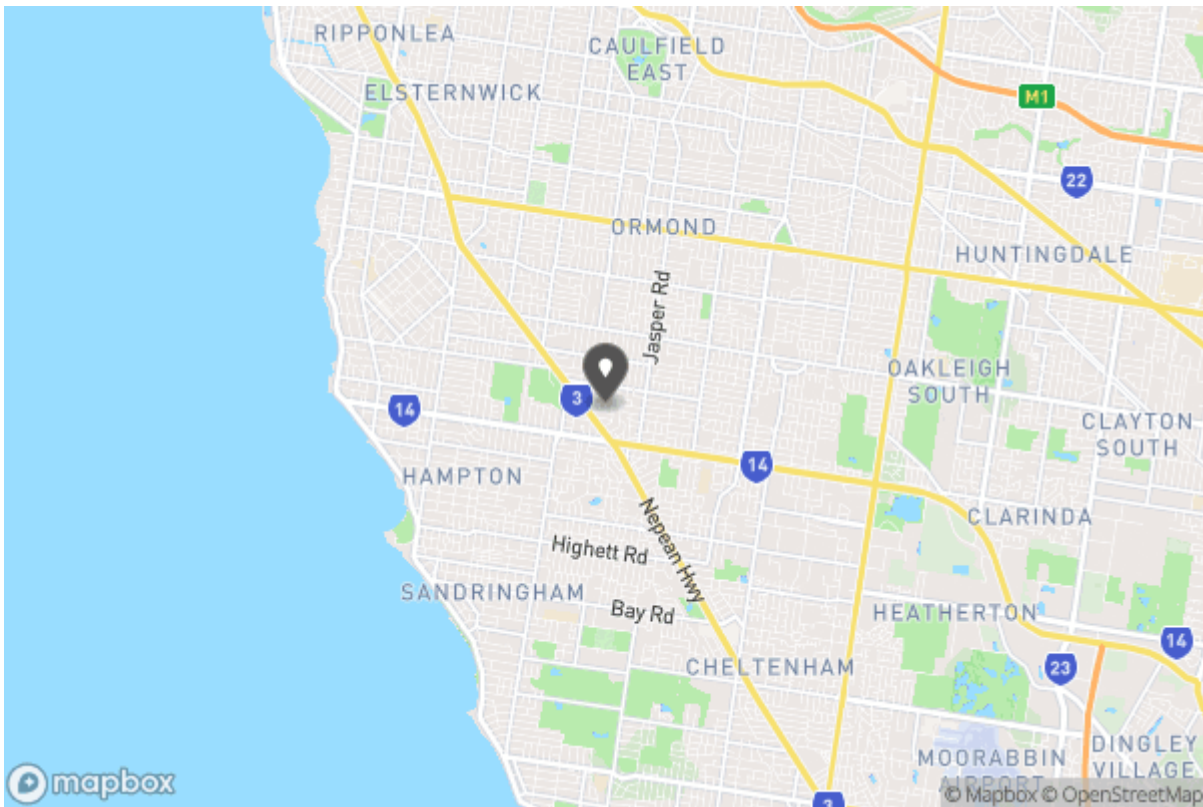 RIPPONLEA
CAULFIELD
EAST
ELSTERNWICK
M1
22
ORMOND
HUNTINGDALE
Jasper Rd
OAKLEIGH
SOUTH
3
14
CLAYTON
SOUTH
14
HAMPTON
CLARINDA
Nepean Hwy
Highett Rd
SANDRINGHAM
Bay Rd
HEATHERTON
14
CHELTENHAM
23
MOORABBIN
AIRPORT
DINGLEY
VILLAGE
3
mapbox
© Mapbox © OpenStreetMap